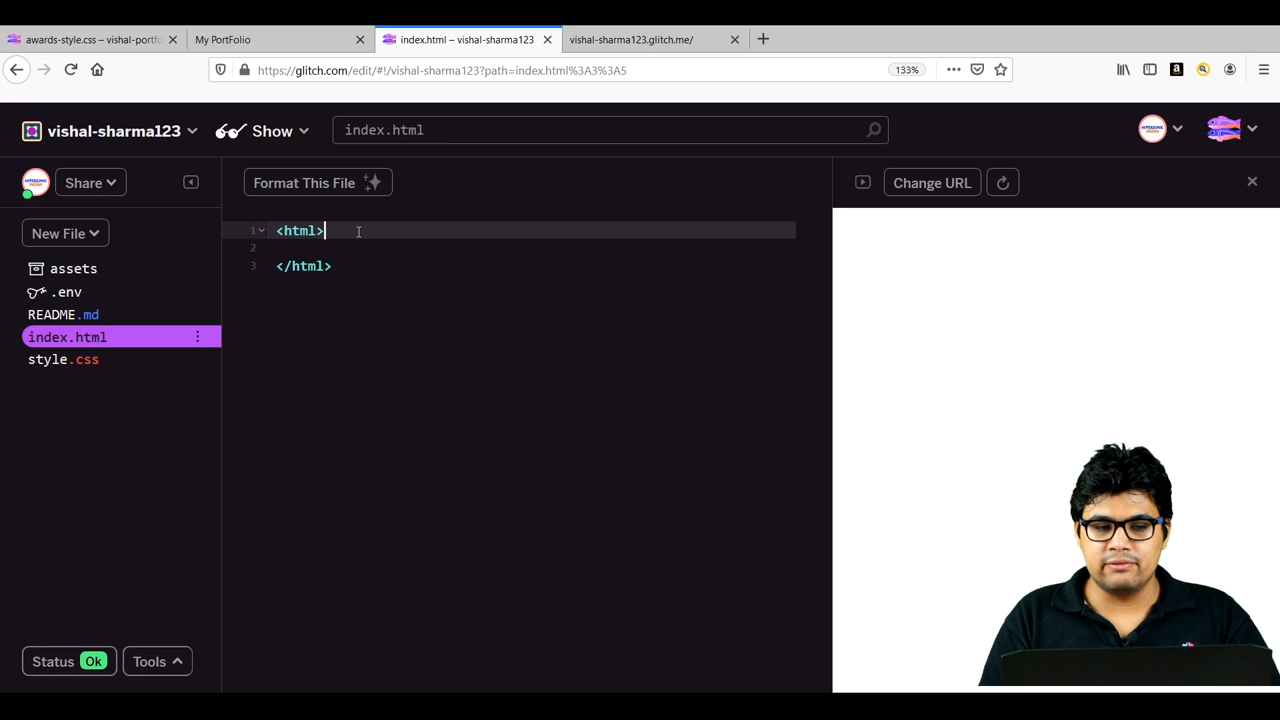 awards-style.css – vishal-portfo
My PortFolio
index.html – vishal-sharma123
vishal-sharma123.glitch.me/
https://glitch.com/edit/#!/vishal-sharma123?path=index.html%3A3%3A5
133%
vishal-sharma123
Show
index.html
Share
Format This File
Change URL
New File
1 <html>
2
3 </html>
assets
.env
README.md
index.html
style.css
Status Ok
Tools